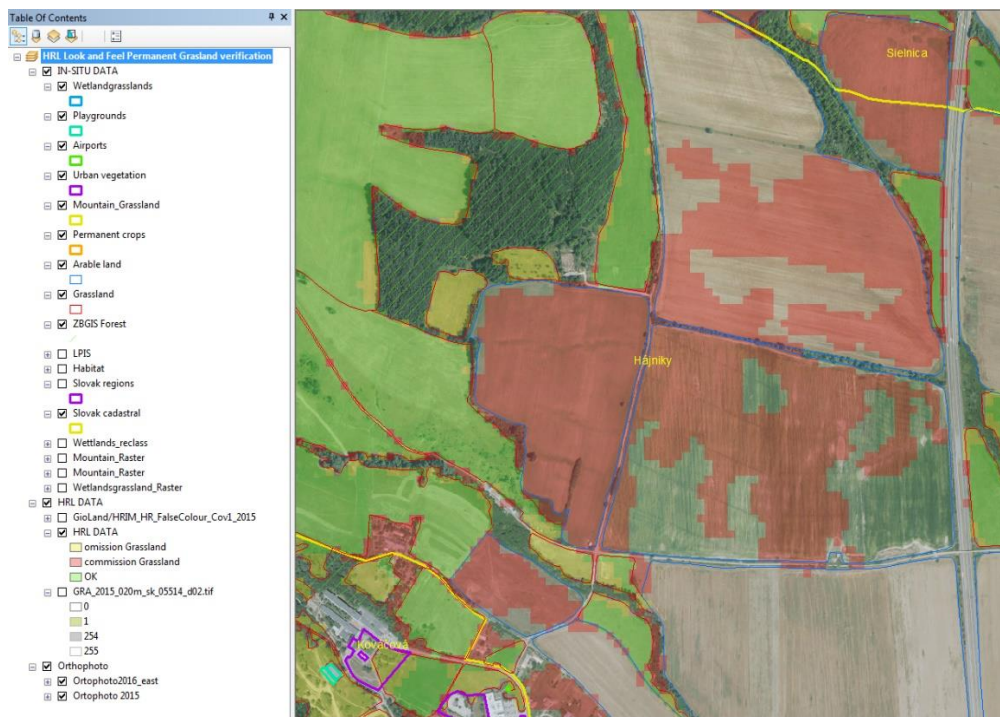 Table Of Contents
HRL Look and Feel Permanent Grasland verification
IN-SITU DATA
Wetlandgrasslands
Playgrounds
Airports
Urban vegetation
Mountain_Grassland
Permanent crops
Arable land
Grassland
ZBGIS Forest
LPIS
Habitat
Slovak regions
Slovak cadastral
Wettlands_reclass
Mountain_Raster
Mountain_Raster
Wetlandsgrassland_Raster
HRL DATA
GioLand/HRIM_HR_FalseColour_Cov1_2015
HRL DATA
omission Grassland
commission Grassland
OK
GRA_2015_020m_sk_05514_d02.tif
0
1
254
255
Orthophoto
Ortophoto2016_east
Ortophoto 2015
Sielnica
Hájniky
Kováčová